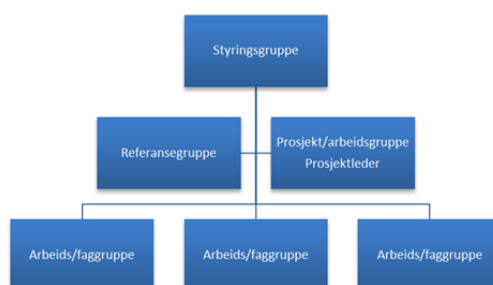 Styringsgruppe
Referansegruppe
Prosjekt/arbeidsgruppe
Prosjektleder
Arbeids/faggruppe
Arbeids/faggruppe
Arbeids/faggruppe